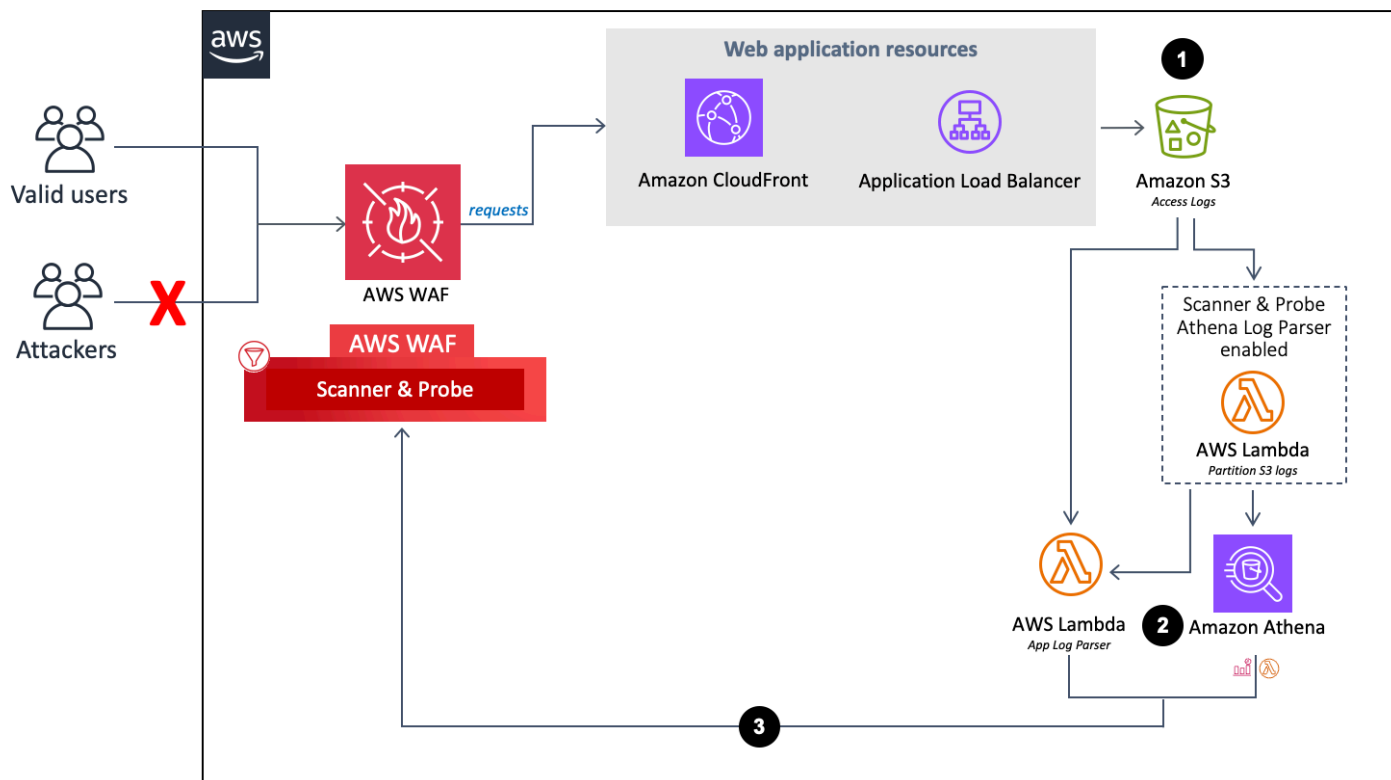 aws
Web application resources
1
Valid users
requests
Amazon CloudFront
Application Load Balancer
Amazon S3
Access Logs
X
Attackers
AWS WAF
AWS WAF
Scanner & Probe
Scanner & Probe
Athena Log Parser
enabled
AWS Lambda
Partition S3 logs
AWS Lambda
App Log Parser
2
Amazon Athena
3